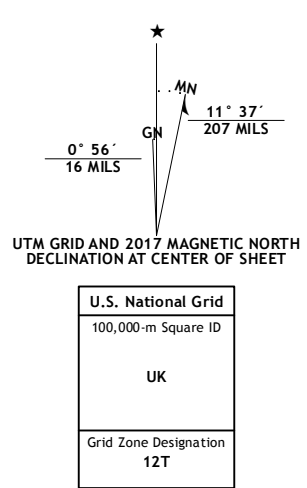 ★
MN
11° 37´
207 MILS
GN
0° 56´
16 MILS
UTM GRID AND 2017 MAGNETIC NORTH
DECLINATION AT CENTER OF SHEET
U.S. National Grid
100,000-m Square ID
UK
Grid Zone Designation
12T